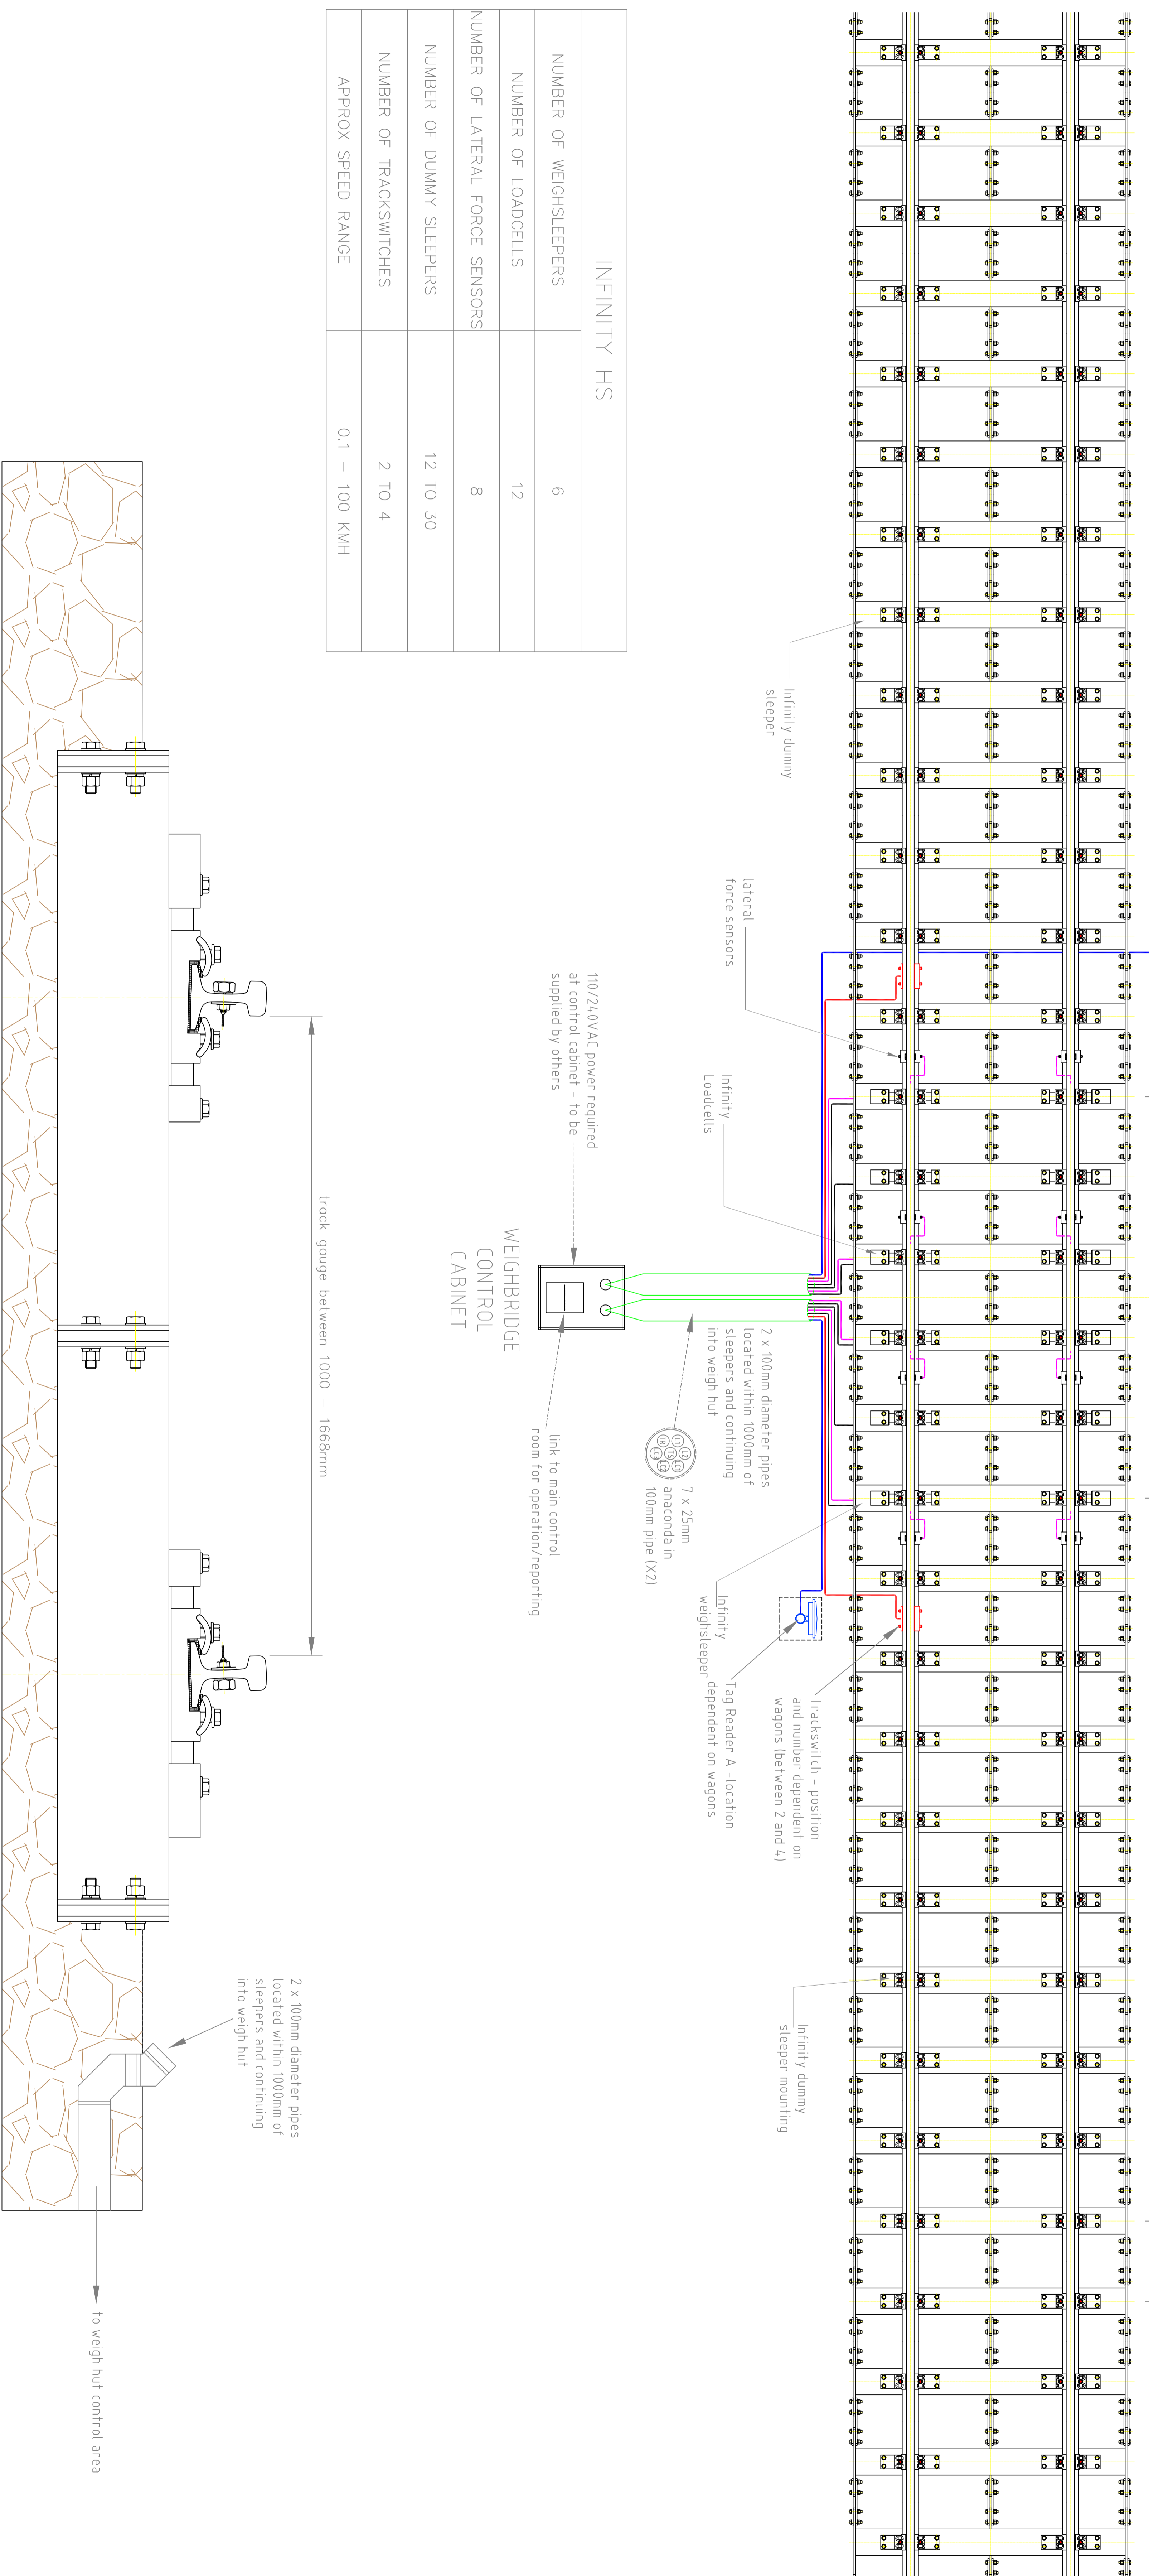 INFINITY HS
NUMBER OF WEIGHSLEEPERS 6
NUMBER OF LOADCELLS 12
NUMBER OF LATERAL FORCE SENSORS 8
NUMBER OF DUMMY SLEEPERS 12 TO 30
NUMBER OF TRACKSWITCHES 2 TO 4
APPROX SPEED RANGE 0.1 - 100 KMH
Infinity dummy
sleeper
lateral
force sensors
Infinity
Loadcells
110/240VAC power required
at control cabinet - to be
supplied by others
WEIGHBRIDGE
CONTROL
CABINET
2 x 100mm diameter pipes
located within 1000mm of
sleepers and continuing
into weigh hut
L1
L2
TR
TS
LC1
LC3
LC2
7 x 25mm
anaconda in
100mm pipe (X2)
link to main control
room for operation/reporting
Infinity
weighsleeper
Tag Reader A -location
dependent on wagons
Trackswitch - position
and number dependent on
wagons (between 2 and 4)
Infinity dummy
sleeper mounting
track gauge between 1000 - 1668mm
2 x 100mm diameter pipes
located within 1000mm of
sleepers and continuing
into weigh hut
to weigh hut control area